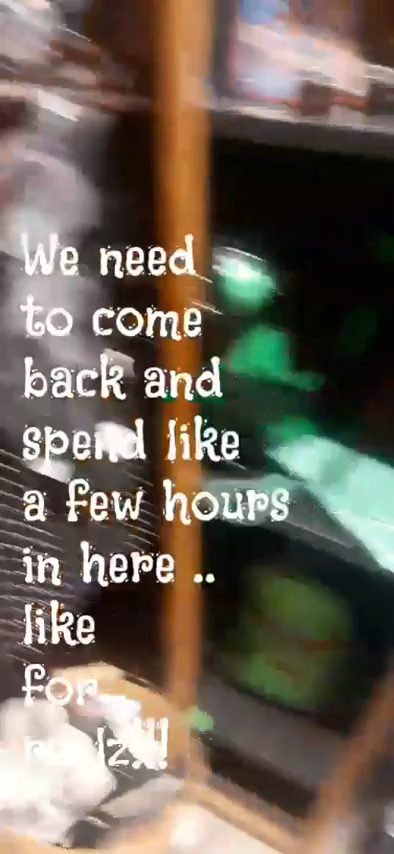 We need
to come
back and
spend like
a few hours
in here ..
like
for